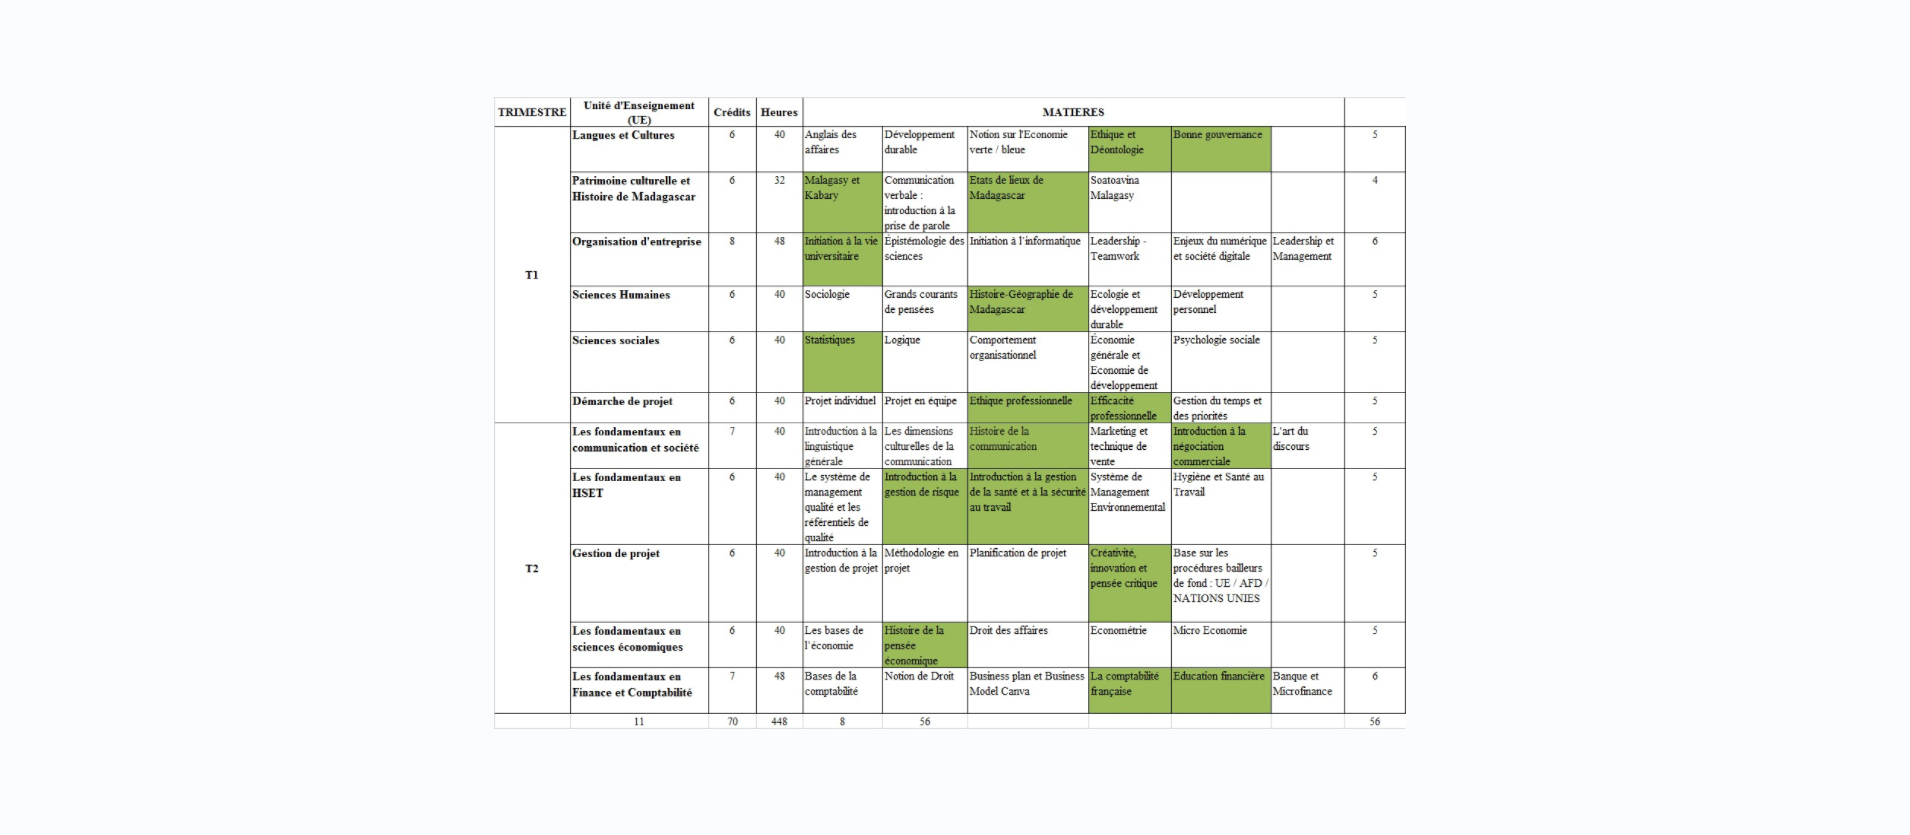 TRIMESTRE
Unité d'Enseignement
(UE)
Crédits
Heures
MATIERES
T1
Langues et Cultures
6
40
Anglais des
affaires
Développement
durable
Notion sur l'Economie
verte / bleue
Ethique et
Déontologie
Bonne gouvernance
5
Patrimoine culturelle et
Histoire de Madagascar
6
32
Malagasy et
Kabary
Communication
verbale :
introduction à la
prise de parole
Etats de lieux de
Madagascar
Soatoavina
Malagasy
4
Organisation d'entreprise
8
48
Initiation à la vie
universitaire
Épistémologie des
sciences
Initiation à l'informatique
Leadership -
Teamwork
Enjeux du numérique
et société digitale
Leadership et
Management
6
Sciences Humaines
6
40
Sociologie
Grands courants
de pensées
Histoire-Géographie de
Madagascar
Ecologie et
développement
durable
Développement
personnel
5
Sciences sociales
6
40
Statistiques
Logique
Comportement
organisationnel
Économie
générale et
Economie de
développement
Psychologie sociale
5
Démarche de projet
6
40
Projet individuel
Projet en équipe
Ethique professionnelle
Efficacité
professionnelle
Gestion du temps et
des priorités
5
T2
Les fondamentaux en
communication et société
7
40
Introduction à la
linguistique
générale
Les dimensions
culturelles de la
communication
Histoire de la
communication
Marketing et
technique de
vente
Introduction à la
négociation
commerciale
L'art du
discours
5
Les fondamentaux en
HSET
6
40
Le système de
management
qualité et les
référentiels de
qualité
Introduction à la
gestion de risque
Introduction à la gestion
de la santé et à la sécurité
au travail
Système de
Management
Environnemental
Hygiène et Santé au
Travail
5
Gestion de projet
6
40
Introduction à la
gestion de projet
Méthodologie en
projet
Planification de projet
Créativité,
innovation et
pensée critique
Base sur les
procédures bailleurs
de fond : UE / AFD /
NATIONS UNIES
5
Les fondamentaux en
sciences économiques
6
40
Les bases de
l'économie
Histoire de la
pensée
économique
Droit des affaires
Econométrie
Micro Economie
5
Les fondamentaux en
Finance et Comptabilité
7
48
Bases de la
comptabilité
Notion de Droit
Business plan et Business
Model Canva
La comptabilité
française
Education financière
Banque et
Microfinance
6
11
70
448
8
56
56